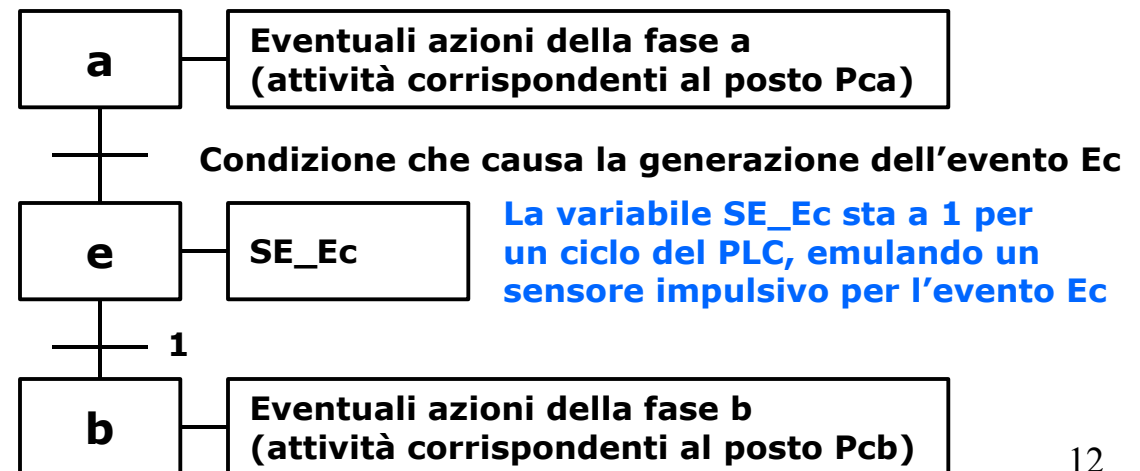 a
Eventuali azioni della fase a
(attività corrispondenti al posto Pca)
Condizione che causa la generazione dell’evento Ec
e
SE_Ec
La variabile SE_Ec sta a 1 per
un ciclo del PLC, emulando un
sensore impulsivo per l’evento Ec
1
b
Eventuali azioni della fase b
(attività corrispondenti al posto Pcb)
12